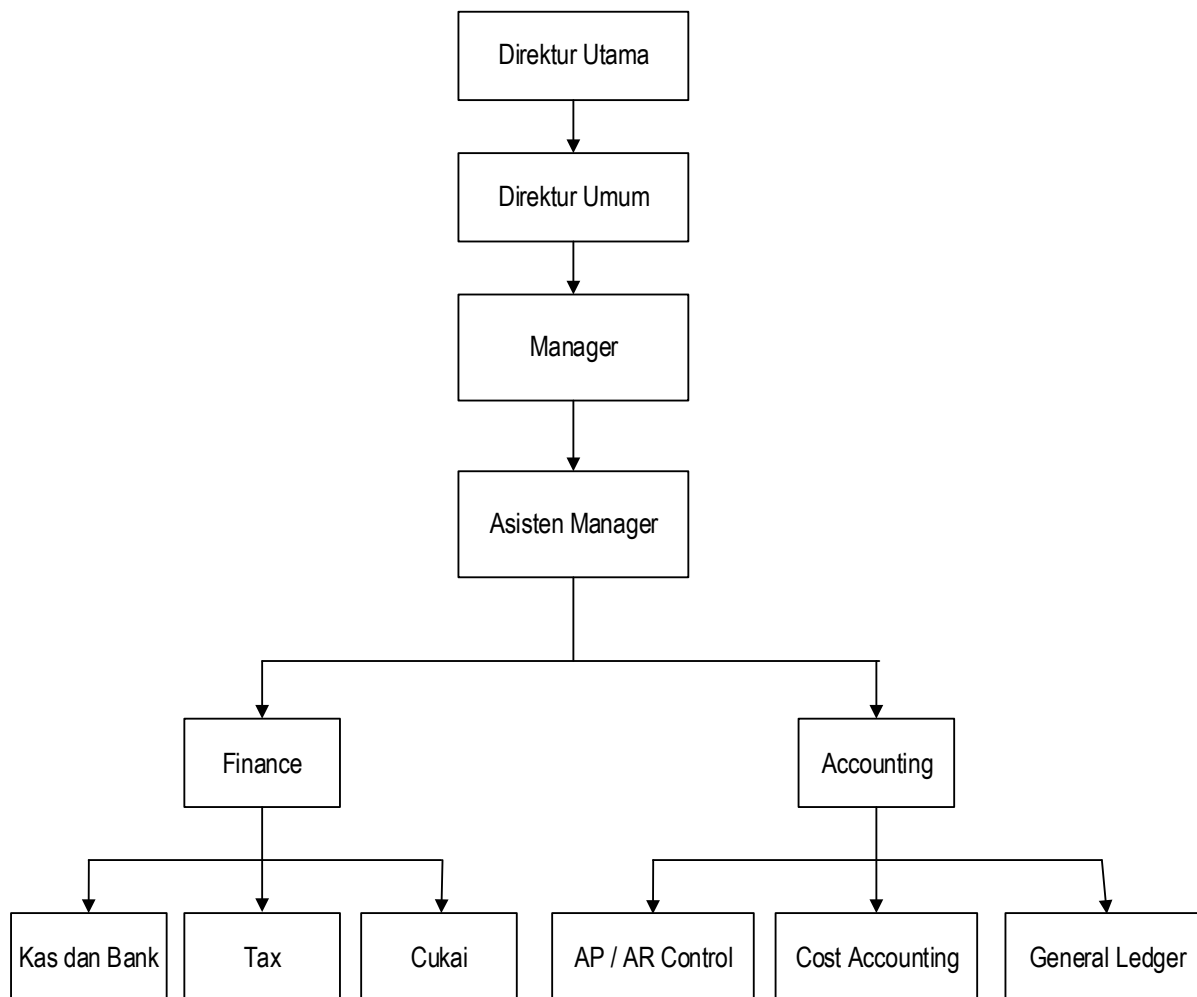 Direktur Utama
Direktur Umum
Manager
Asisten Manager
Finance
Accounting
Kas dan Bank
Tax
Cukai
AP / AR Control
Cost Accounting
General Ledger